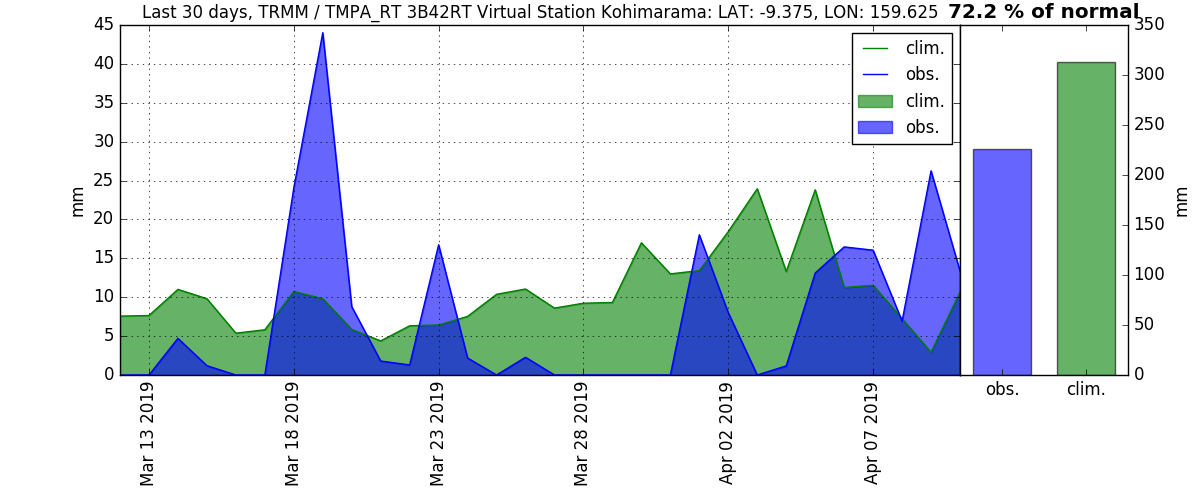 Last 30 days, TRMM / TMPA_RT 3B42RT Virtual Station Kohimarama: LAT: -9.375, LON: 159.625
72.2 % of normal
45
40
35
30
25
20
15
10
5
0
mm
clim.
obs.
clim.
obs.
Mar 13 2019
Mar 18 2019
Mar 23 2019
Mar 28 2019
Apr 02 2019
Apr 07 2019
350
300
250
200
150
100
50
0
mm
obs.
clim.